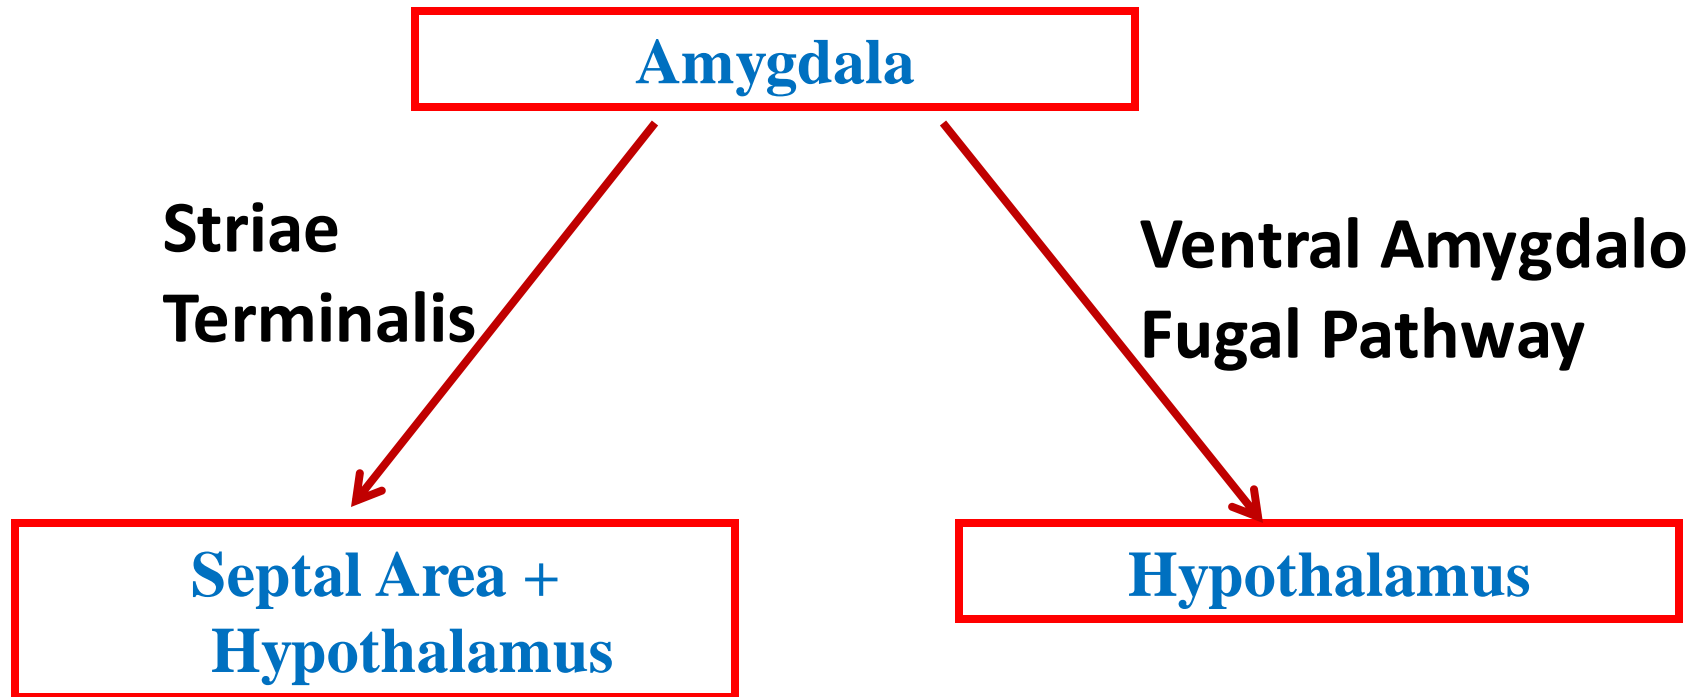 Amygdala
Striae
Terminalis
Ventral Amygdalo
Fugal Pathway
Septal Area +
Hypothalamus
Hypothalamus